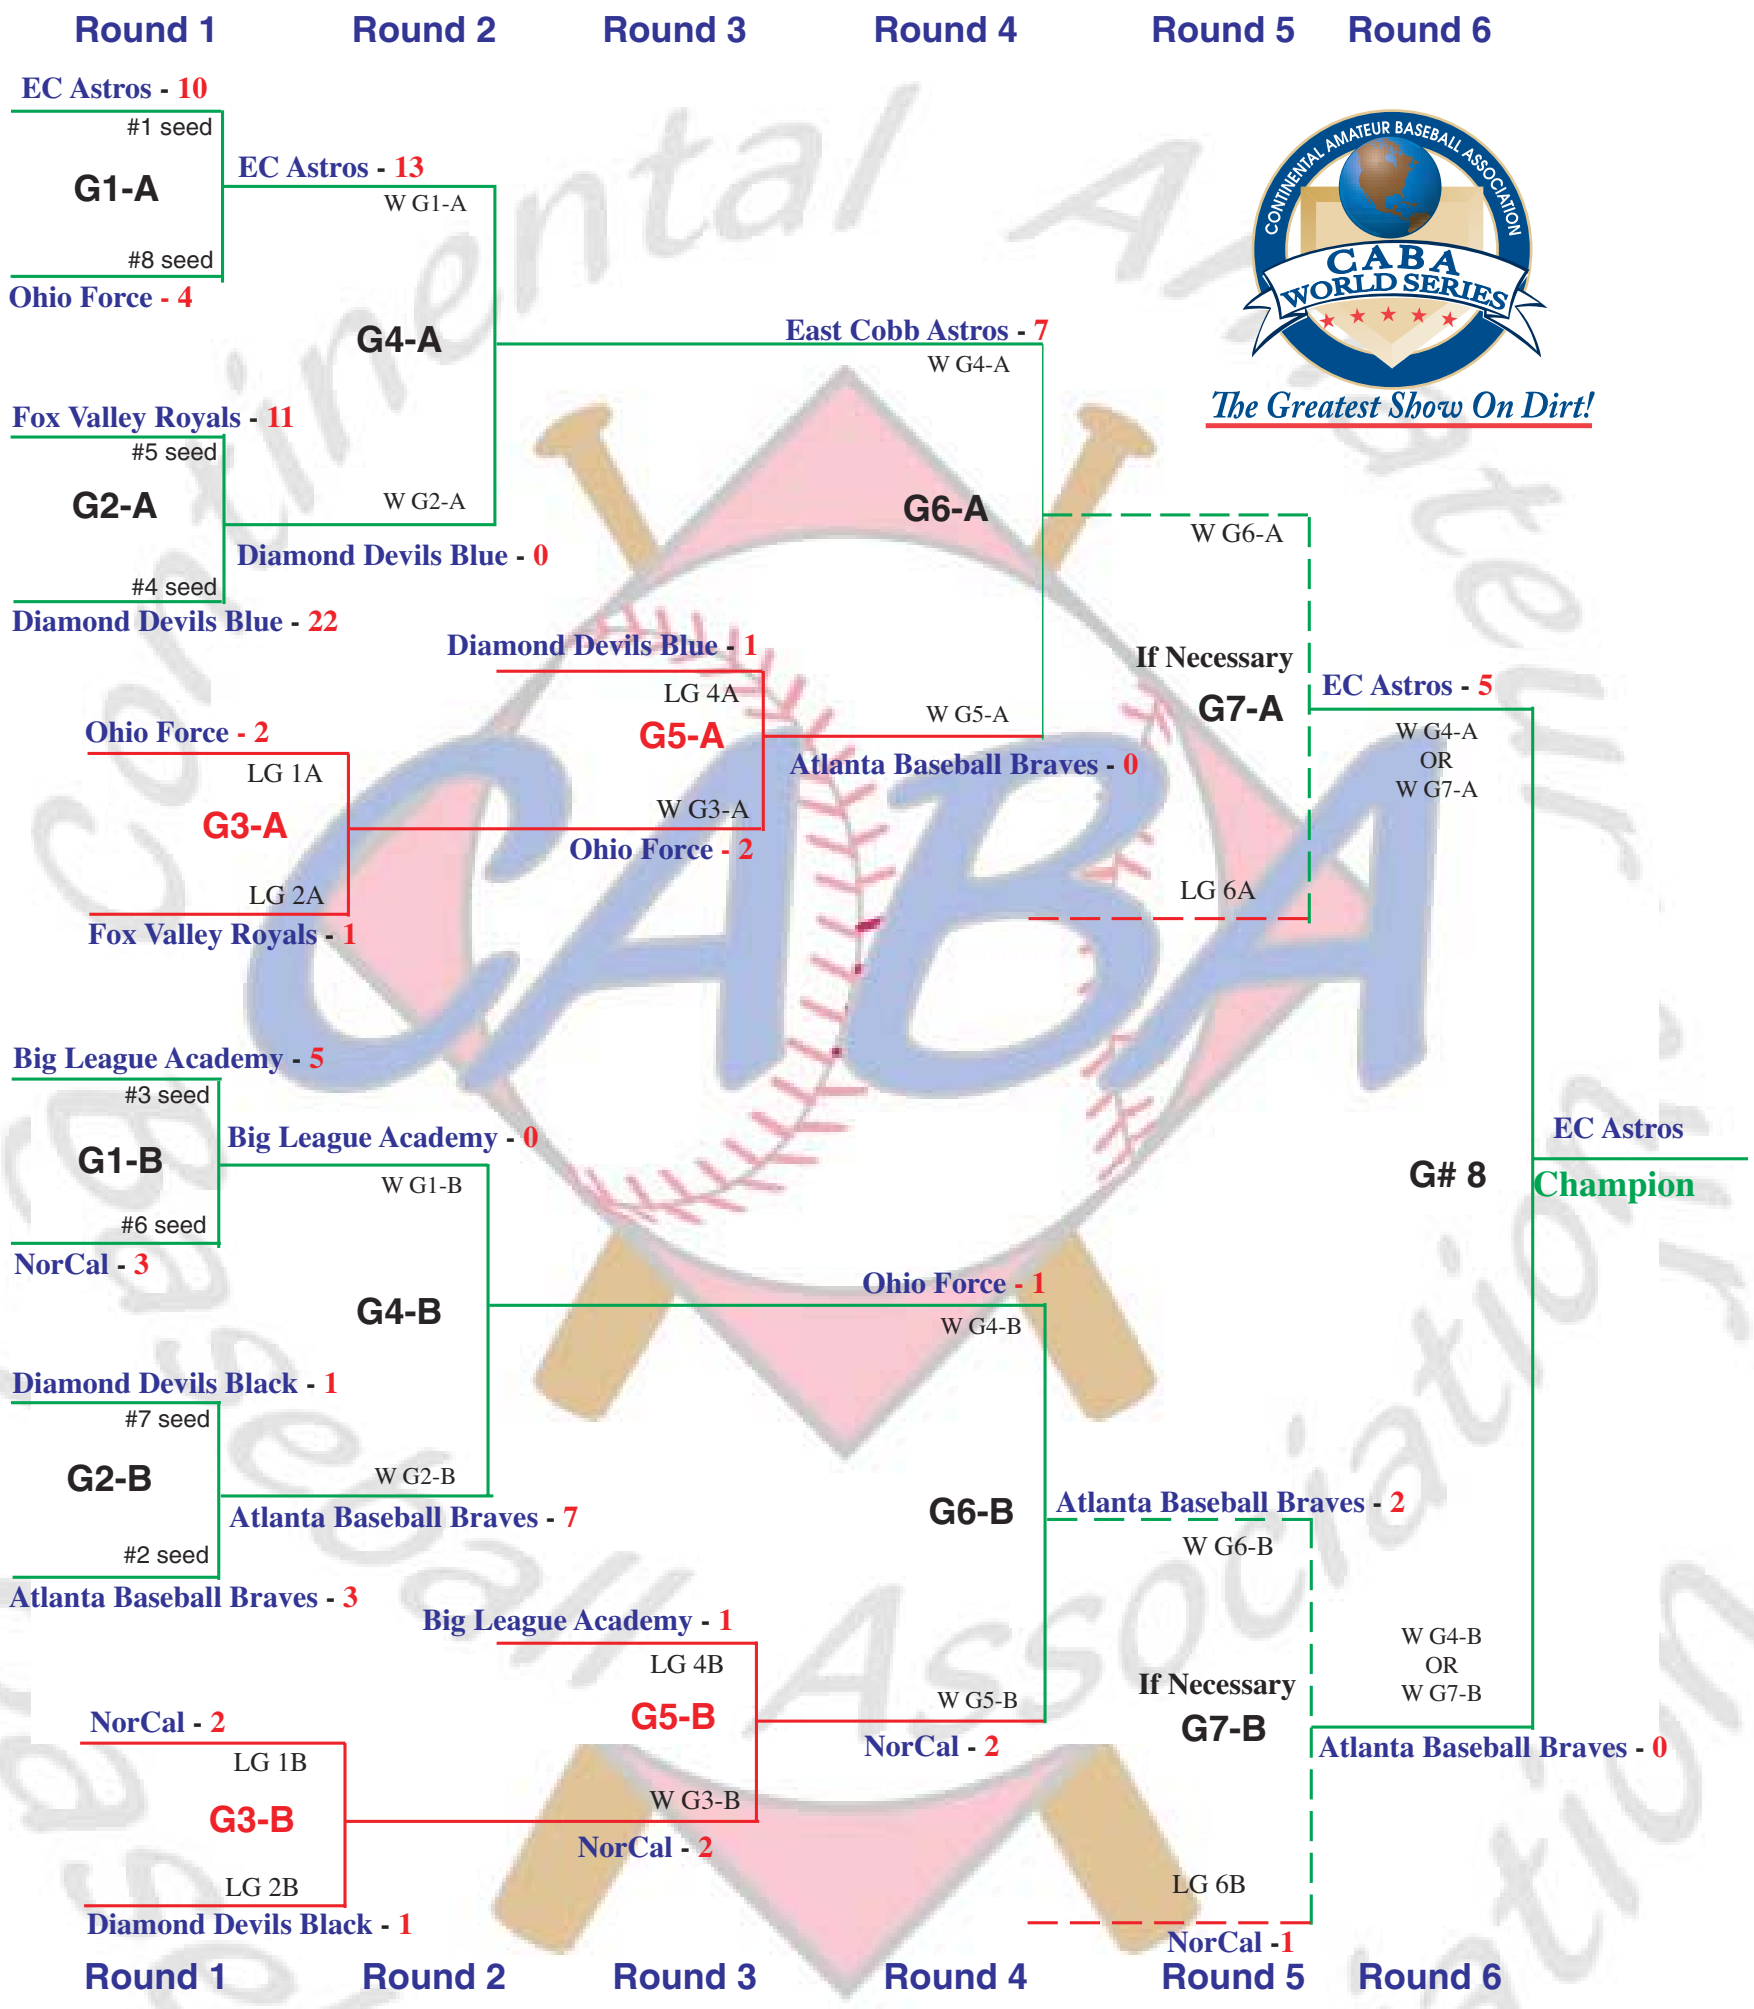 Round 1 Round 2 Round 3 Round 4 Round 5 Round 6
EC Astros - 10
#1 seed
G1-A
#8 seed
Ohio Force - 4
EC Astros - 13
W G1-A
G4-A
Fox Valley Royals - 11
#5 seed
G2-A
#4 seed
Diamond Devils Blue - 22
W G2-A
Diamond Devils Blue - 0
East Cobb Astros - 7
W G4-A
G6-A
CONTINENTAL AMATEUR BASEBALL ASSOCIATION
CABA
WORLD SERIES
The Greatest Show On Dirt!
W G6-A
Diamond Devils Blue - 1
LG 4A
G5-A
W G3-A
Ohio Force - 2
Ohio Force - 2
LG 1A
G3-A
LG 2A
Fox Valley Royals - 1
W G5-A
Atlanta Baseball Braves - 0
If Necessary
G7-A
LG 6A
EC Astros - 5
W G4-A
OR
W G7-A
Continental Amateur
CABA
Baseball Association
Big League Academy - 5
#3 seed
G1-B
#6 seed
NorCal - 3
Big League Academy - 0
W G1-B
G4-B
EC Astros
Champion
G# 8
Diamond Devils Black - 1
#7 seed
G2-B
#2 seed
Atlanta Baseball Braves - 3
W G2-B
Atlanta Baseball Braves - 7
Ohio Force - 1
W G4-B
G6-B
Atlanta Baseball Braves - 2
W G6-B
Big League Academy - 1
LG 4B
G5-B
W G3-B
NorCal - 2
NorCal - 2
LG 1B
G3-B
LG 2B
Diamond Devils Black - 1
W G5-B
NorCal - 2
If Necessary
G7-B
LG 6B
NorCal -1
W G4-B
OR
W G7-B
Atlanta Baseball Braves - 0
Round 1 Round 2 Round 3 Round 4 Round 5 Round 6